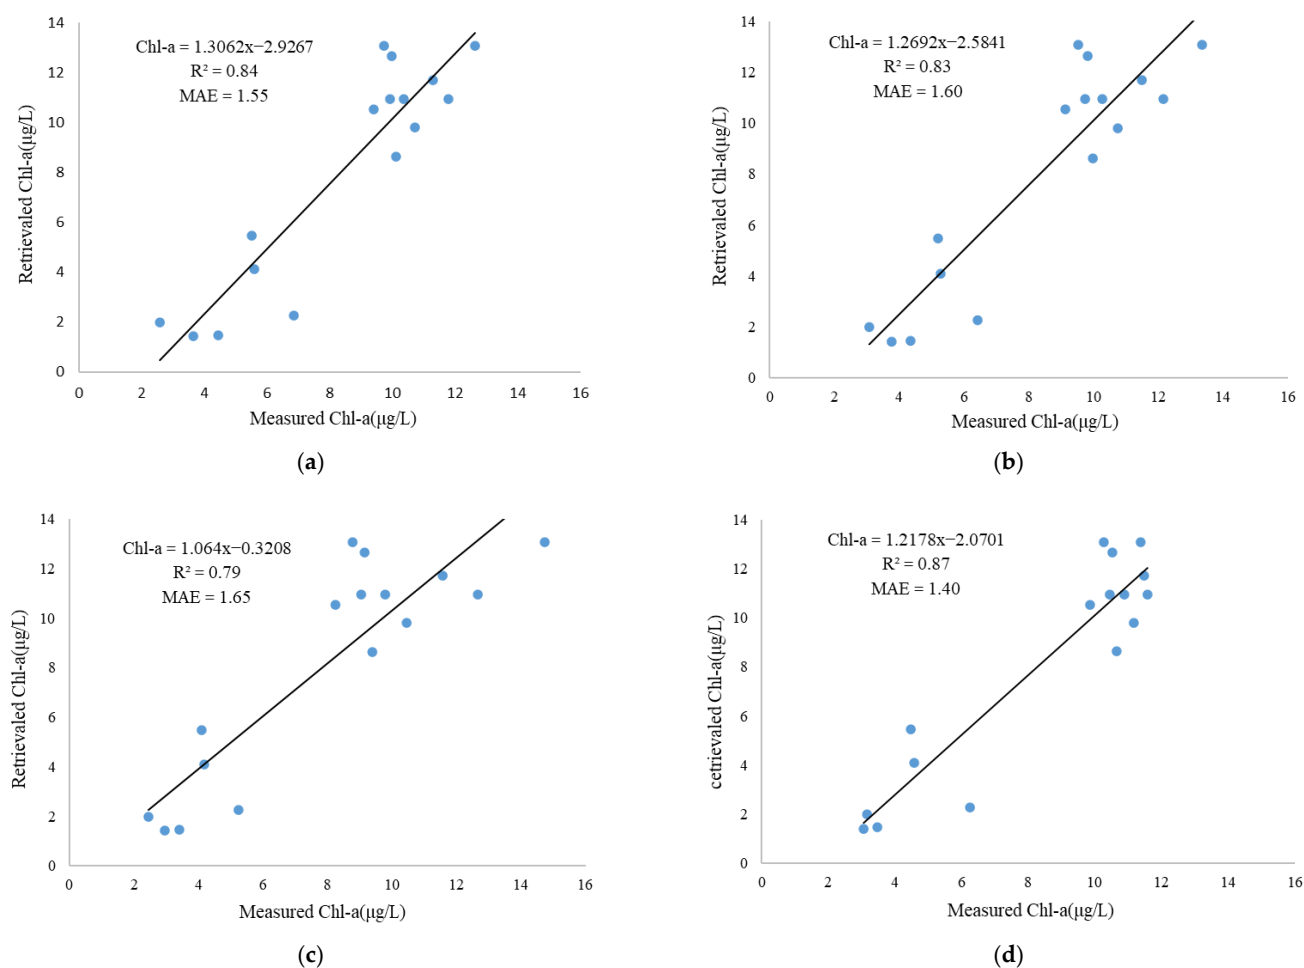 Chl-a = 1.3062x−2.9267
R² = 0.84
MAE = 1.55
Retrievaled Chl-a(μg/L)
14
12
10
8
6
4
2
0
0 2 4 6 8 10 12 14 16
Measured Chl-a(μg/L)
(a)
Chl-a = 1.2692x−2.5841
R² = 0.83
MAE = 1.60
Retrievaled Chl-a(μg/L)
14
12
10
8
6
4
2
0
0 2 4 6 8 10 12 14 16
Measured Chl-a(μg/L)
(b)
Chl-a = 1.064x−0.3208
R² = 0.79
MAE = 1.65
Retrievaled Chl-a(μg/L)
14
12
10
8
6
4
2
0
0 2 4 6 8 10 12 14 16
Measured Chl-a(μg/L)
(c)
Chl-a = 1.2178x−2.0701
R² = 0.87
MAE = 1.40
cetrievaled Chl-a(μg/L)
14
12
10
8
6
4
2
0
0 2 4 6 8 10 12 14 16
Measured Chl-a(μg/L)
(d)